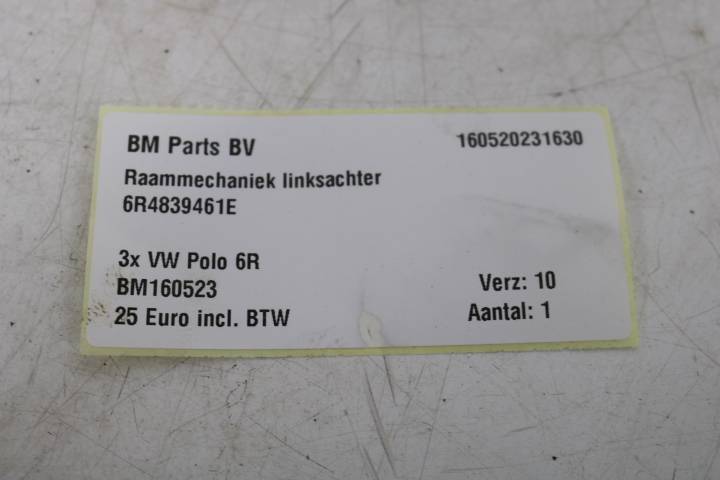 BM Parts BV 160520231630
Raammechaniek linksachter
6R4839461E
3x VW Polo 6R
BM160523 Verz: 10
25 Euro incl. BTW Aantal: 1